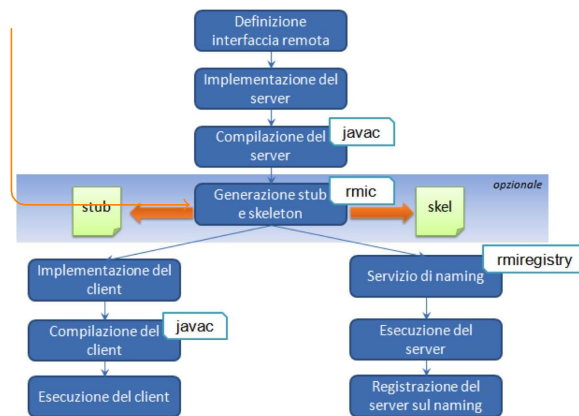 Definizione
interfaccia remota
Implementazione del
server
Compilazione del
server
javac
opzionale
Generazione stub
e skeleton
rmic
stub
skel
Implementazione del
client
Servizio di naming
rmiregistry
Compilazione del
client
javac
Esecuzione del
server
Esecuzione del client
Registrazione del
server sul naming